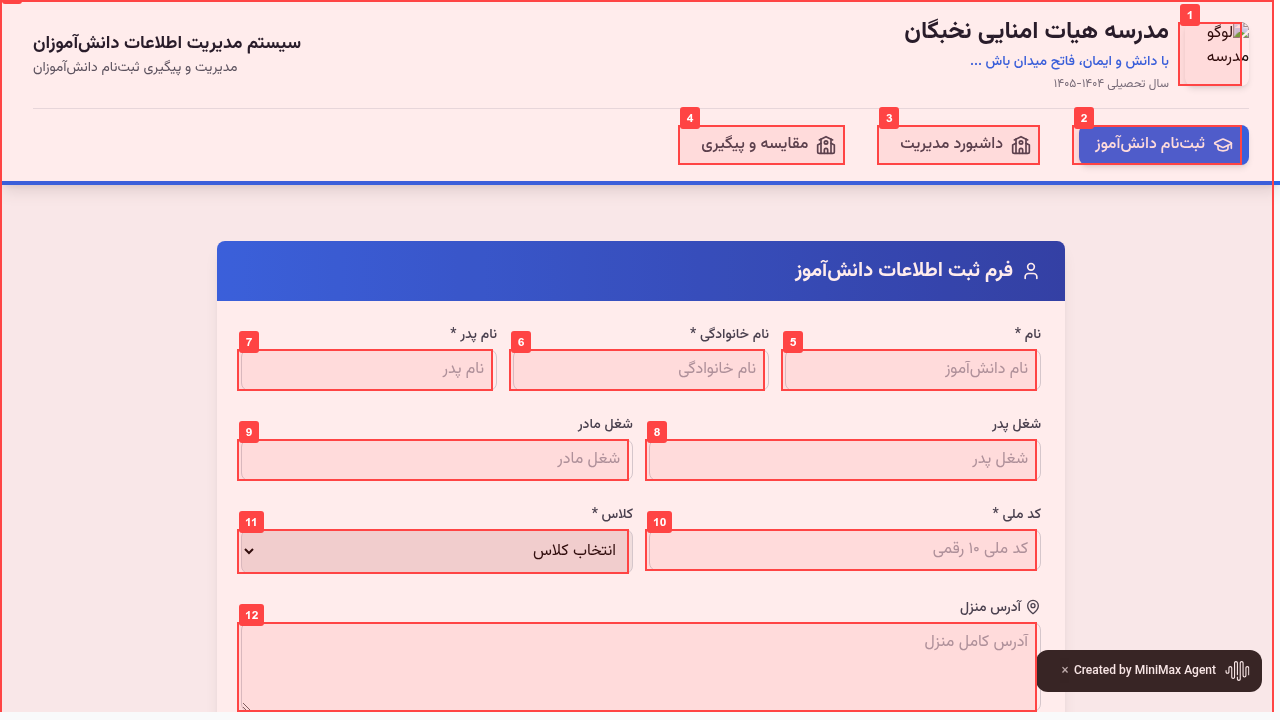 1
لوگو
مدرسه
مدرسه هیات امنایی نخبگان
با دانش و ایمان، فاتح میدان باش ...
سال تحصیلی ۱۴۰۴-۱۴۰۵
سیستم مدیریت اطلاعات دانش‌آموزان
مدیریت و پیگیری ثبت‌نام دانش‌آموزان
2
ثبت‌نام دانش‌آموز
3
داشبورد مدیریت
4
مقایسه و پیگیری
فرم ثبت اطلاعات دانش‌آموز
نام *
5
نام دانش‌آموز
نام خانوادگی *
6
نام خانوادگی
نام پدر *
7
نام پدر
شغل پدر
8
شغل پدر
شغل مادر
9
شغل مادر
کد ملی *
10
کد ملی ۱۰ رقمی
کلاس *
11
انتخاب کلاس
آدرس منزل
12
آدرس کامل منزل
Created by MiniMax Agent ×